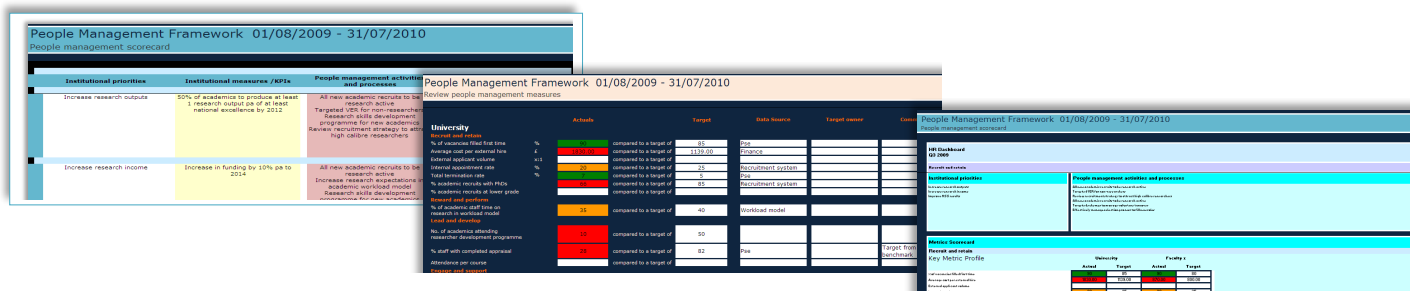 People Management Framework 01/08/2009 - 31/07/2010
People management scorecard
Institutional priorities
Institutional measures /KPIs
People management activities
and processes
Increase research outputs
50% of academics to produce at least
1 research output pa of at least
national excellence by 2012
All new academic recruits to be
research active
Targeted VER for non-researchers
Research skills development
programme for new academics
Review recruitment strategy to
high calibre researchers
Increase research income
Increase in funding by 10% pa to
2014
All new academic recruits to be
research active
Increase research expectations
academic workload model
Research skills development
programme for new academics
People Management Framework 01/08/2009 - 31/07/2010
Review people management measures
Actuals Target Data Source Target owner
University
Recruit and retain
% of vacancies filled first time % 90 compared to a target of 85 Pse
Average cost per external hire £ compared to a target of 1139.00 Finance
External applicant volume x:1 compared to a target of
Internal appointment rate % 20 compared to a target of 25 Recruitment system
Total termination rate % 7 compared to a target of 5 Pse
% academic recruits with PhDs compared to a target of 85 Recruitment system
% academic recruits at lower grade compared to a target of
Reward and perform
% of academic staff time on
research in workload model 35 compared to a target of 40 Workload model
Lead and develop
No. of academics attending
researcher development programme 10 compared to a target of 50
% staff with completed appraisal compared to a target of 82 Pse Target from
benchmark
Attendance per course compared to a target of
Engage and support
People Management Framework 01/08/2009 - 31/07/2010
People management scorecard
HR Dashboard
Q3 2009
Recruit and retain
Institutional priorities People management activities and processes
Metrics Scorecard
Recruit and retain
Key Metric Profile University Faculty 1
Actual Target Actual Target